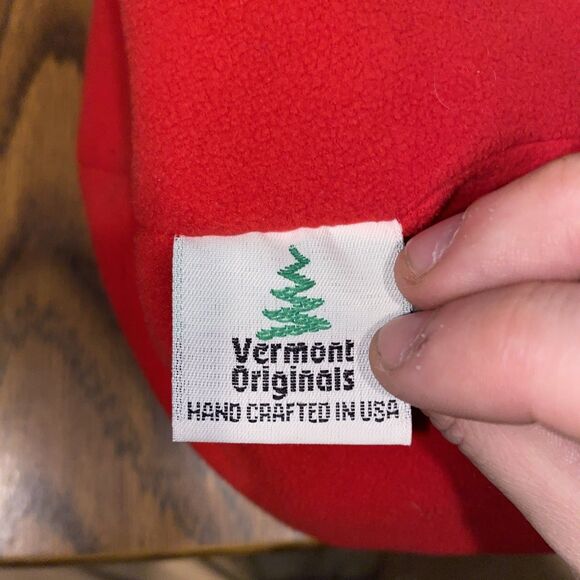 Vermont
Originals
HAND CRAFTED IN USA